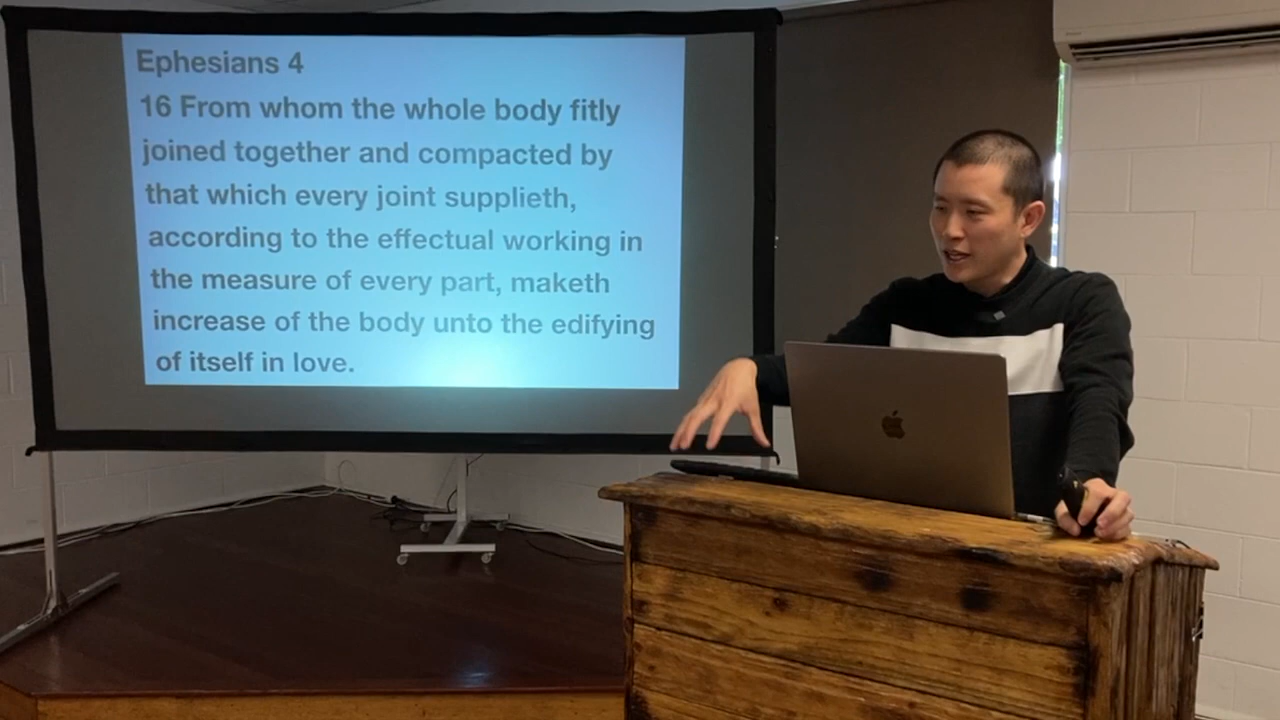 Ephesians 4
16 From whom the whole body fitly
joined together and compacted by
that which every joint supplieth,
according to the effectual working in
the measure of every part, maketh
increase of the body unto the edifying
of itself in love.